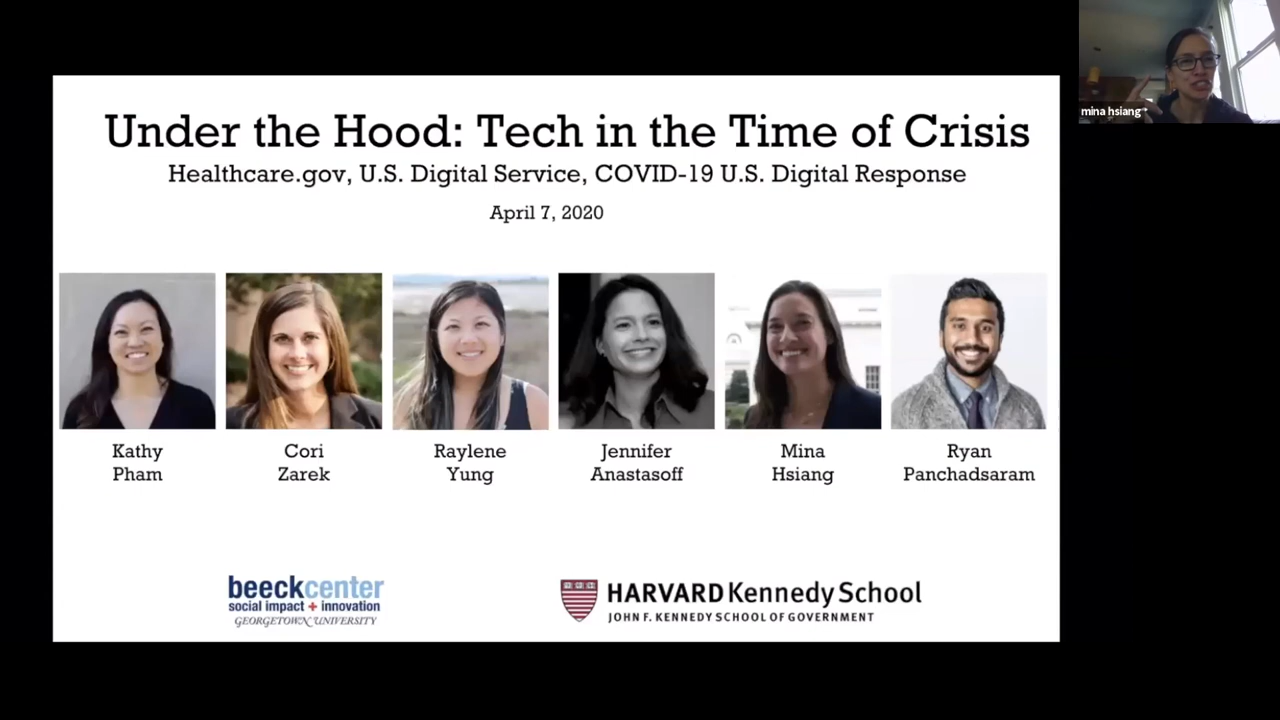 Under the Hood: Tech in the Time of Crisis
Healthcare.gov, U.S. Digital Service, COVID-19 U.S. Digital Response
April 7, 2020
mina hsiang
Kathy
Pham
Cori
Zarek
Raylene
Yung
Jennifer
Anastasoff
Mina
Hsiang
Ryan
Panchadsaram
beeckcenter
social impact + innovation
GEORGETOWN UNIVERSITY
HARVARD Kennedy School
JOHN F. KENNEDY SCHOOL OF GOVERNMENT